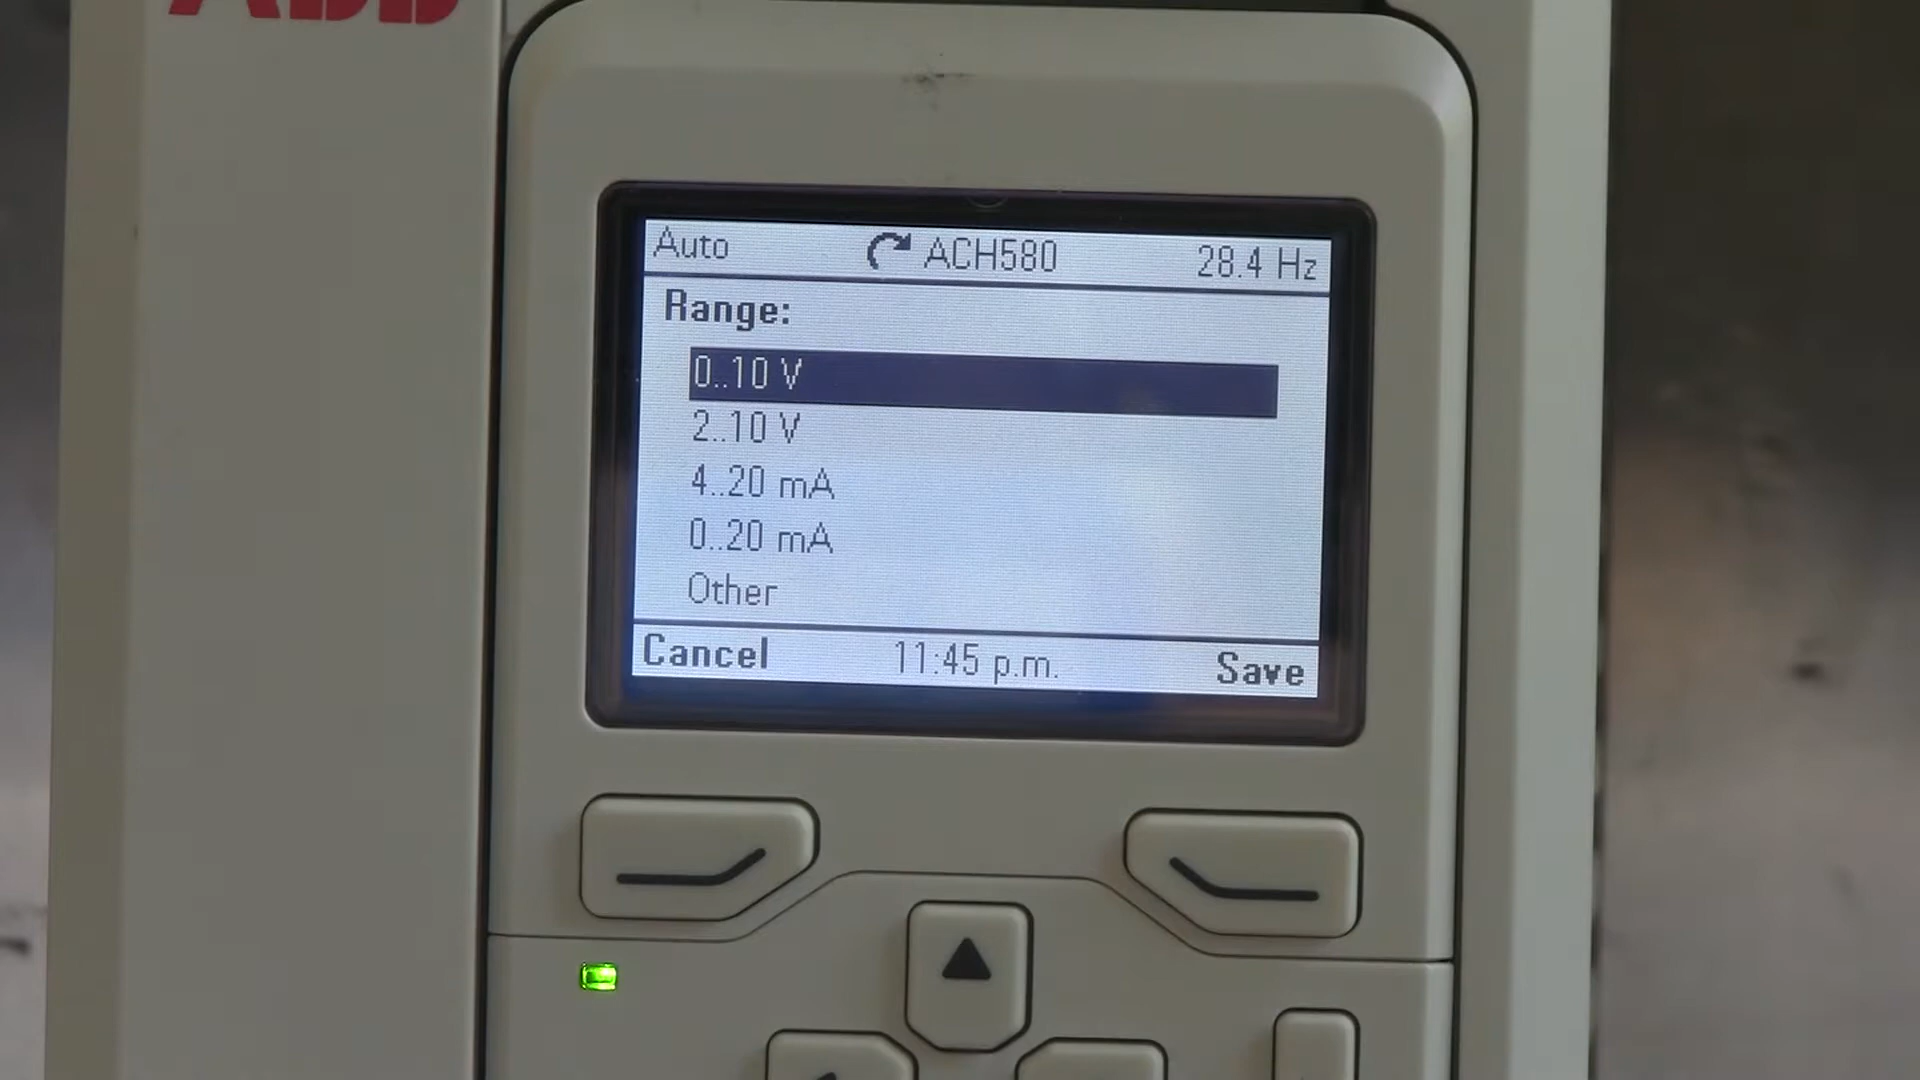 ABB
Auto ACH580 28.4 Hz
Range:
0..10 V
2..10 V
4..20 mA
0..20 mA
Other
Cancel 11:45 p.m. Save